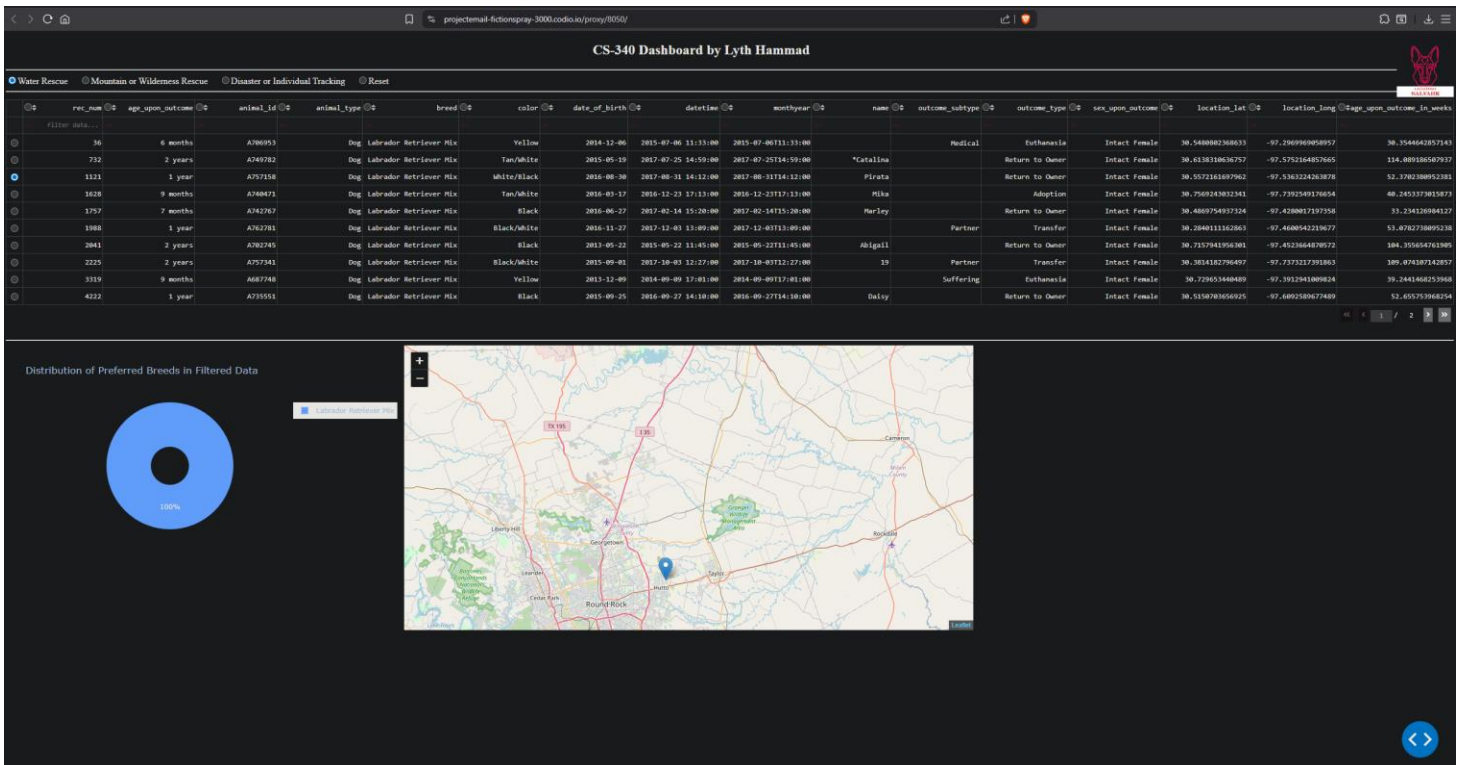 projectemail-fictionspray-3000.codio.io/proxy/8050/
CS-340 Dashboard by Lyth Hammad
Water Rescue Mountain or Wilderness Rescue Disaster or Individual Tracking Reset
rec_num age_upon_outcome animal_id animal_type breed color date_of_birth datetime monthyear name outcome_subtype outcome_type sex_upon_outcome location_lat location_long age_upon_outcome_in_weeks
filter data...
36 6 months A706953 Dog Labrador Retriever Mix Yellow 2014-12-06 2015-07-06 11:33:00 2015-07-06T11:33:00 Medical Euthanasia Intact Female 30.5480802368633 -97.2969969058957 30.3544642857143
732 2 years A749782 Dog Labrador Retriever Mix Tan/White 2015-05-19 2017-07-25 14:59:00 2017-07-25T14:59:00 *Catalina Return to Owner Intact Female 30.6138310636757 -97.5752164857665 114.089186507937
1121 1 year A757158 Dog Labrador Retriever Mix White/Black 2016-08-30 2017-08-31 14:12:00 2017-08-31T14:12:00 Pirata Return to Owner Intact Female 30.5572161697962 -97.5363224263878 52.3702380952381
1628 9 months A740471 Dog Labrador Retriever Mix Tan/White 2016-03-17 2016-12-23 17:13:00 2016-12-23T17:13:00 Mika Adoption Intact Female 30.7569243032341 -97.7392549176654 40.2453373015873
1757 7 months A742767 Dog Labrador Retriever Mix Black 2016-06-27 2017-02-14 15:20:00 2017-02-14T15:20:00 Marley Return to Owner Intact Female 30.4869754937324 -97.4280017197358 33.234126984127
1988 1 year A762781 Dog Labrador Retriever Mix Black/White 2016-11-27 2017-12-03 13:09:00 2017-12-03T13:09:00 Partner Transfer Intact Female 30.2840111162863 -97.4600542219677 53.0782738095238
2041 2 years A702745 Dog Labrador Retriever Mix Black 2013-05-22 2015-05-22 11:45:00 2015-05-22T11:45:00 Abigail Return to Owner Intact Female 30.7157941956301 -97.4523664870572 104.355654761905
2225 2 years A757341 Dog Labrador Retriever Mix Black/White 2015-09-01 2017-10-03 12:27:00 2017-10-03T12:27:00 19 Partner Transfer Intact Female 30.3814182796497 -97.7373217391863 109.074107142857
3319 9 months A687748 Dog Labrador Retriever Mix Yellow 2013-12-09 2014-09-09 17:01:00 2014-09-09T17:01:00 Suffering Euthanasia Intact Female 30.729653440489 -97.3912941009824 39.2441468253968
4222 1 year A735551 Dog Labrador Retriever Mix Black 2015-09-25 2016-09-27 14:10:00 2016-09-27T14:10:00 Daisy Return to Owner Intact Female 30.5150703656925 -97.6092589677489 52.655753968254
1 / 2
Distribution of Preferred Breeds in Filtered Data
Labrador Retriever Mix
100%
TX 195
I 35
Cameron
Milam County
Granger Wildlife Management Area
Rockdale
Liberty Hill
Georgetown
Leander
Taylor
Hutto
Cedar Park
Round Rock
Leaflet